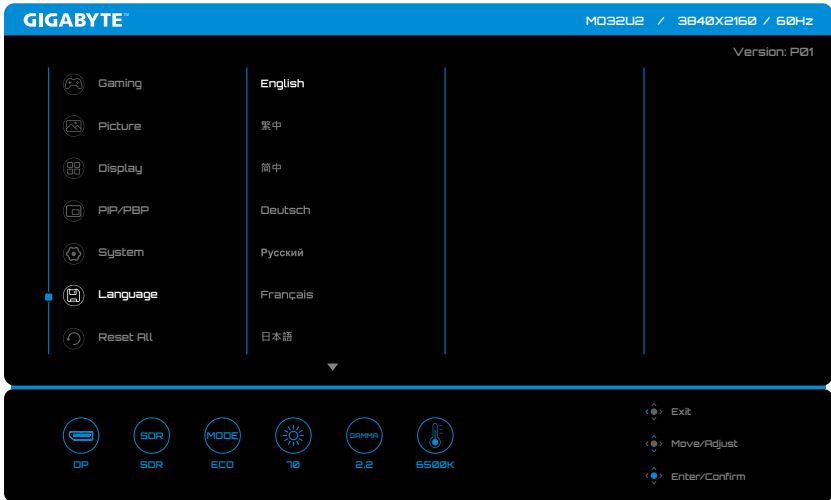 GIGABYTE™
MO32U2 / 3840X2160 / 60Hz
Version: P01
Gaming
Picture
Display
PIP/PBP
System
Language
Reset All
English
繁中
简中
Deutsch
Русский
Français
日本語
SDR
MODE
GAMMA
DP
SDR
ECO
70
2.2
6500K
Exit
Move/Adjust
Enter/Confirm